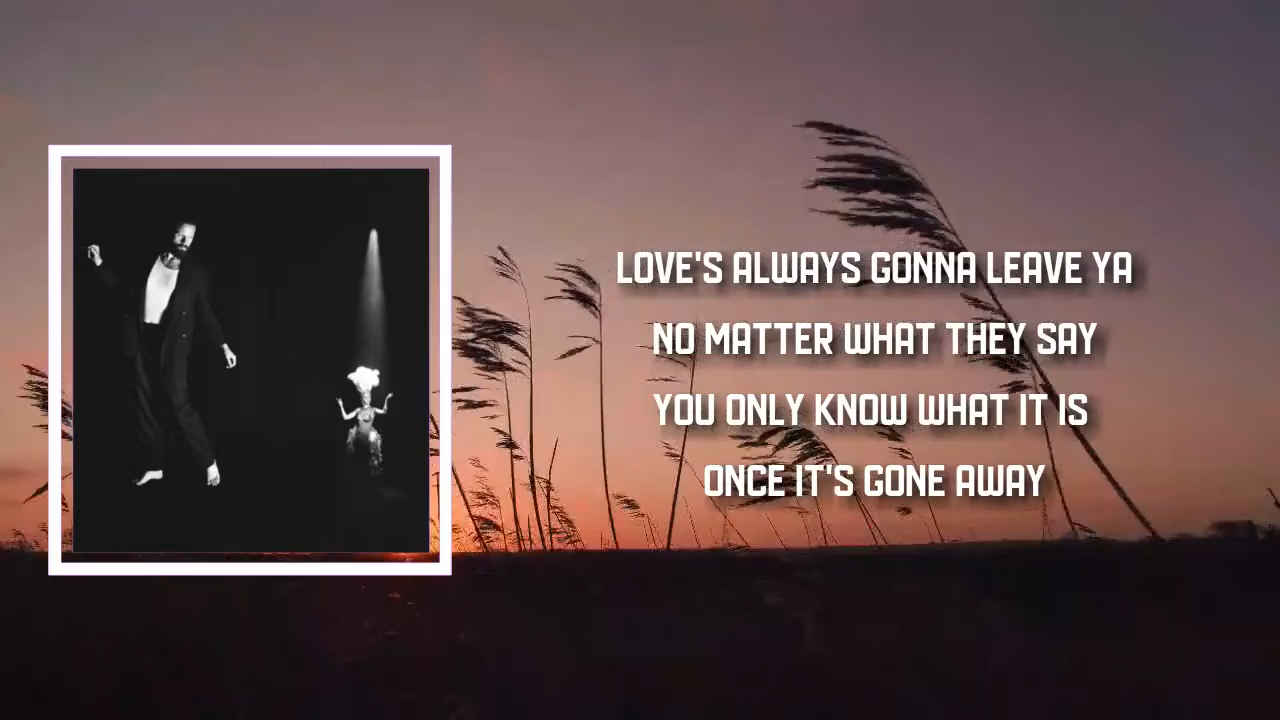 LOVE'S ALWAYS GONNA LEAVE YA
NO MATTER WHAT THEY SAY
YOU ONLY KNOW WHAT IT IS
ONCE IT'S GONE AWAY